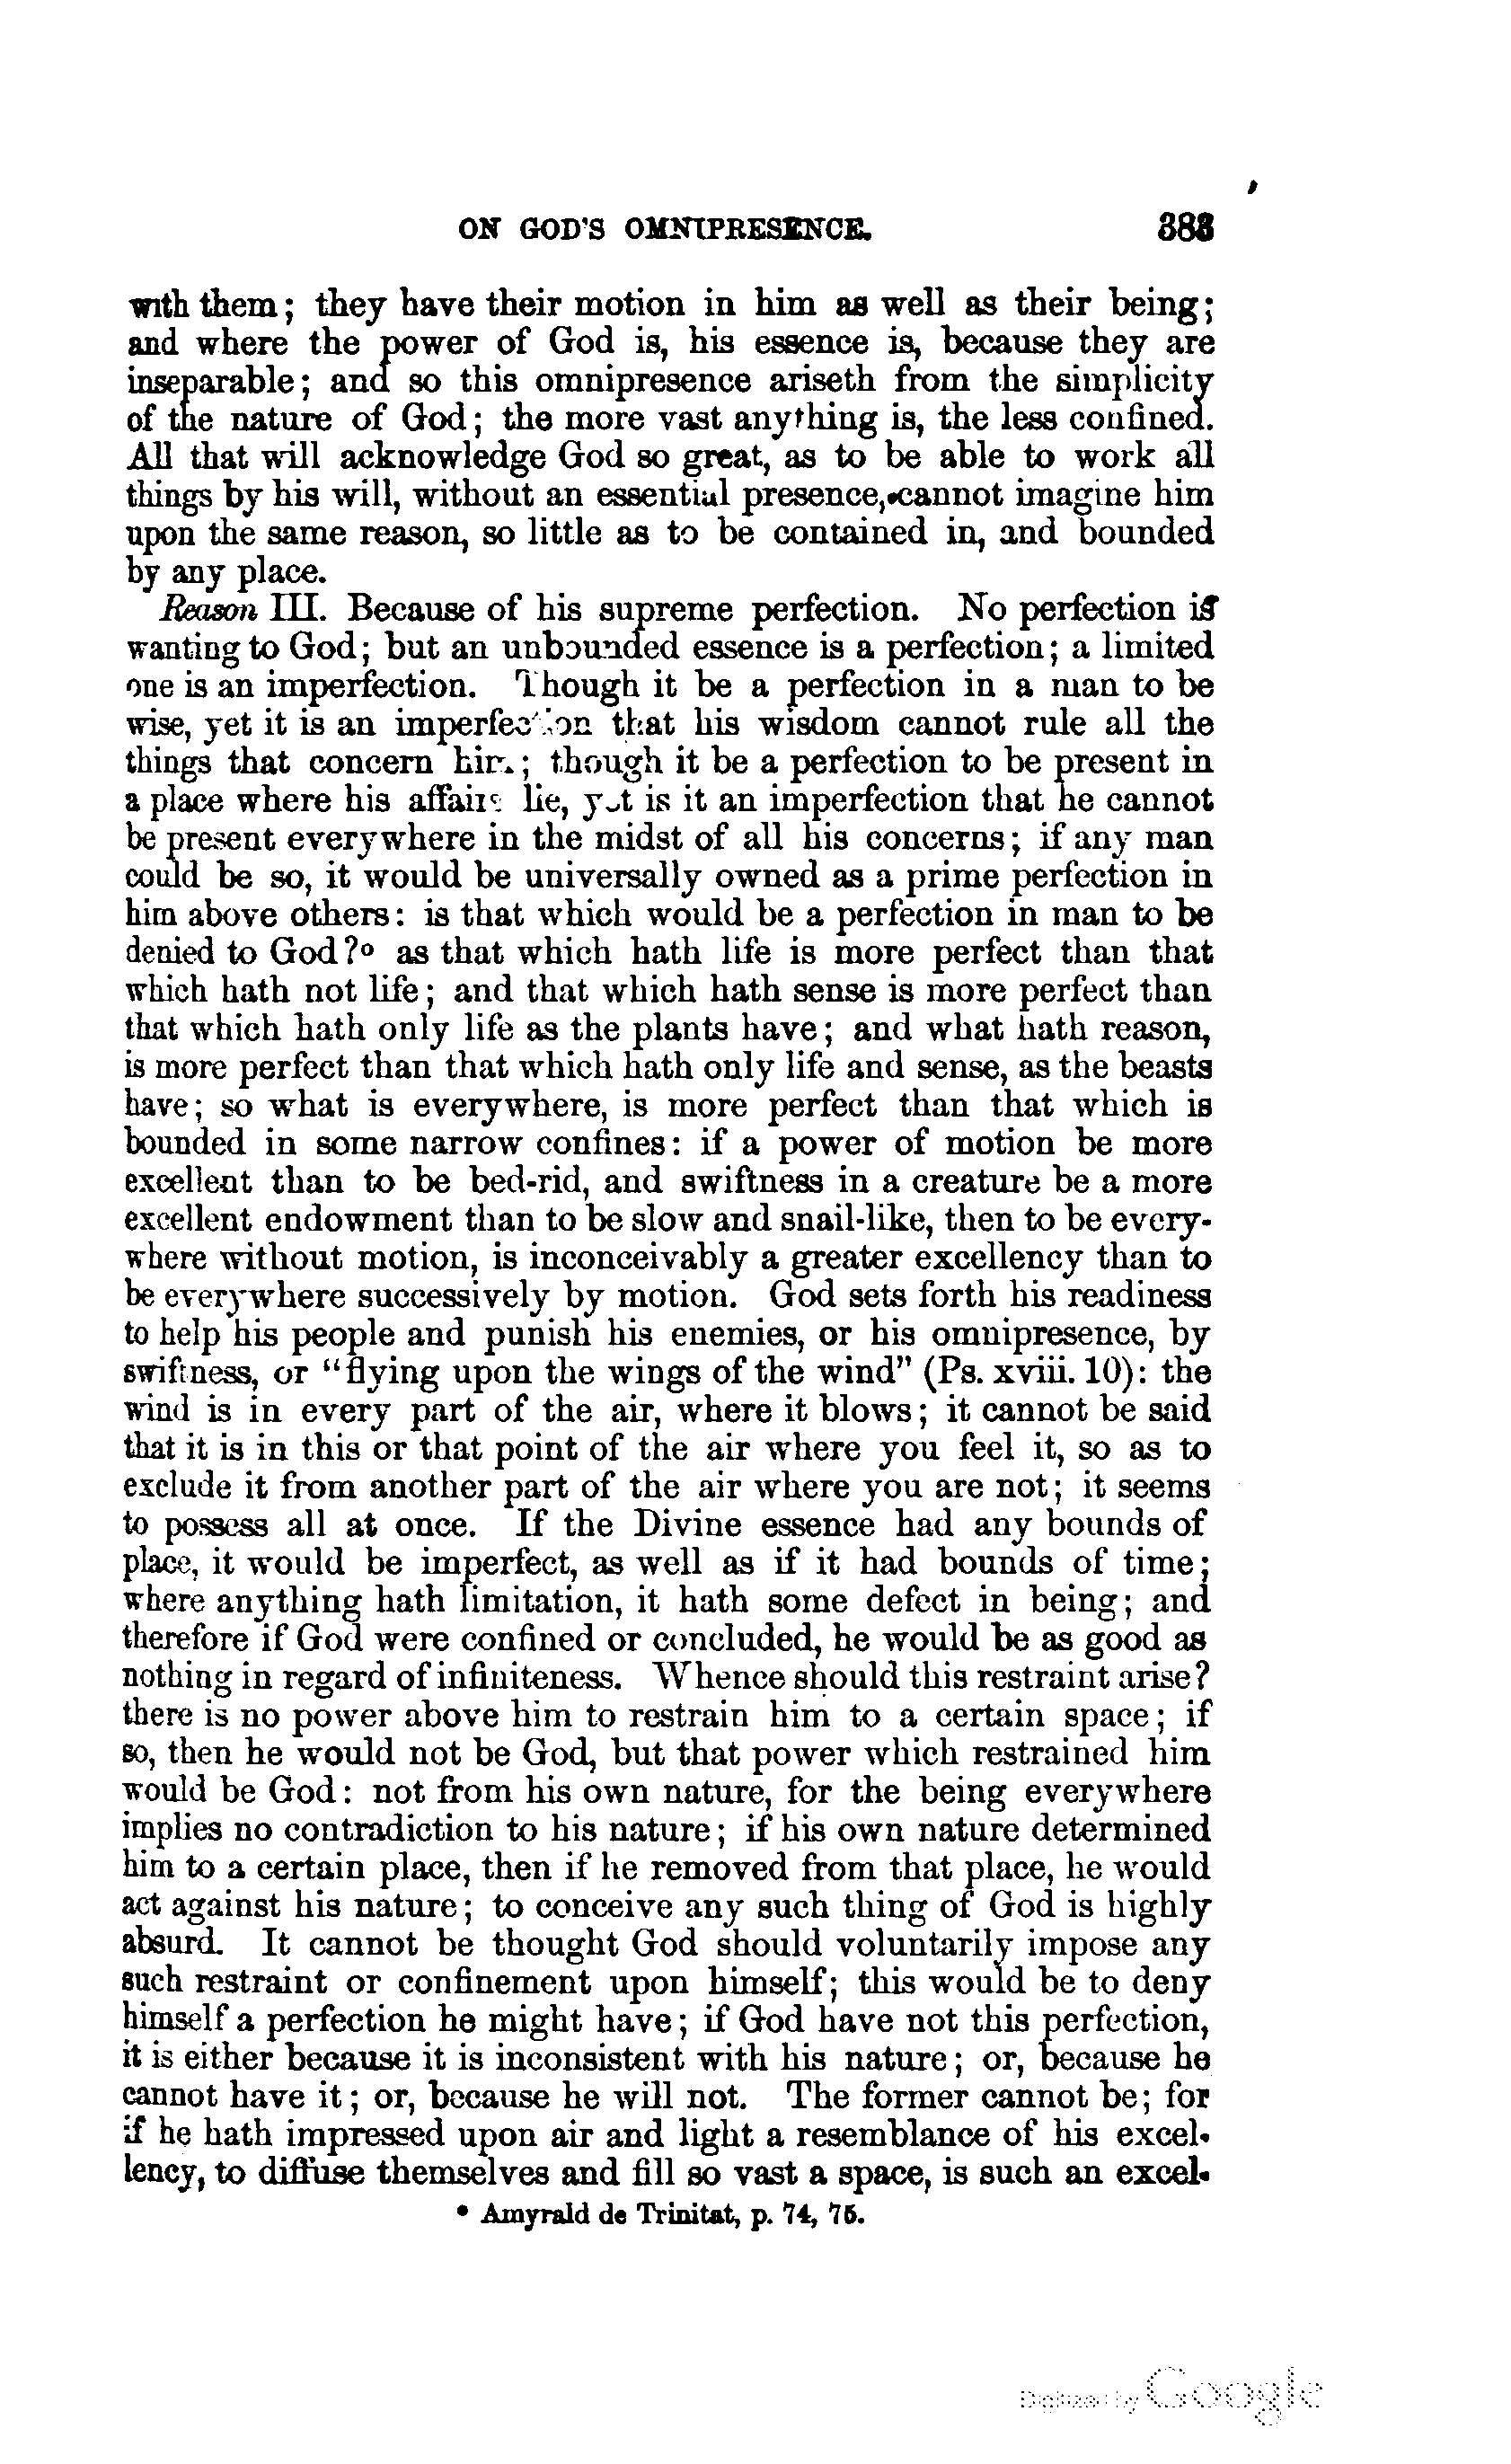 ON GOD'S OMNIPRESENCE. 383
with them; they have their motion in him as well as their being;
and where the power of God is, his essence is, because they are
inseparable; and so this omnipresence ariseth from the simplicity
of the nature of God; the more vast anything is, the less confined.
All that will acknowledge God so great, as to be able to work all
things by his will, without an essential presence, cannot imagine him
upon the same reason, so little as to be contained in, and bounded
by any place.
Reason III. Because of his supreme perfection. No perfection is
wanting to God; but an unbounded essence is a perfection; a limited
one is an imperfection. Though it be a perfection in a man to be
wise, yet it is an imperfection that his wisdom cannot rule all the
things that concern him; though it be a perfection to be present in
a place where his affairs lie, yet is it an imperfection that he cannot
be present everywhere in the midst of all his concerns; if any man
could be so, it would be universally owned as a prime perfection in
him above others: is that which would be a perfection in man to be
denied to God?o as that which hath life is more perfect than that
which hath not life; and that which hath sense is more perfect than
that which hath only life as the plants have; and what hath reason,
is more perfect than that which hath only life and sense, as the beasts
have; so what is everywhere, is more perfect than that which is
bounded in some narrow confines: if a power of motion be more
excellent than to be bed-rid, and swiftness in a creature be a more
excellent endowment than to be slow and snail-like, then to be every-
where without motion, is inconceivably a greater excellency than to
be everywhere successively by motion. God sets forth his readiness
to help his people and punish his enemies, or his omnipresence, by
swiftness, or "flying upon the wings of the wind" (Ps. xviii. 10): the
wind is in every part of the air, where it blows; it cannot be said
that it is in this or that point of the air where you feel it, so as to
exclude it from another part of the air where you are not; it seems
to possess all at once. If the Divine essence had any bounds of
place, it would be imperfect, as well as if it had bounds of time;
where anything hath limitation, it hath some defect in being; and
therefore if God were confined or concluded, he would be as good as
nothing in regard of infiniteness. Whence should this restraint arise?
there is no power above him to restrain him to a certain space; if
so, then he would not be God, but that power which restrained him
would be God: not from his own nature, for the being everywhere
implies no contradiction to his nature; if his own nature determined
him to a certain place, then if he removed from that place, he would
act against his nature; to conceive any such thing of God is highly
absurd. It cannot be thought God should voluntarily impose any
such restraint or confinement upon himself; this would be to deny
himself a perfection he might have; if God have not this perfection,
it is either because it is inconsistent with his nature; or, because he
cannot have it; or, because he will not. The former cannot be; for
if he hath impressed upon air and light a resemblance of his excel-
lency, to diffuse themselves and fill so vast a space, is such an excel-
• Amyrald de Trinitat, p. 74, 75.
Digitized by Google